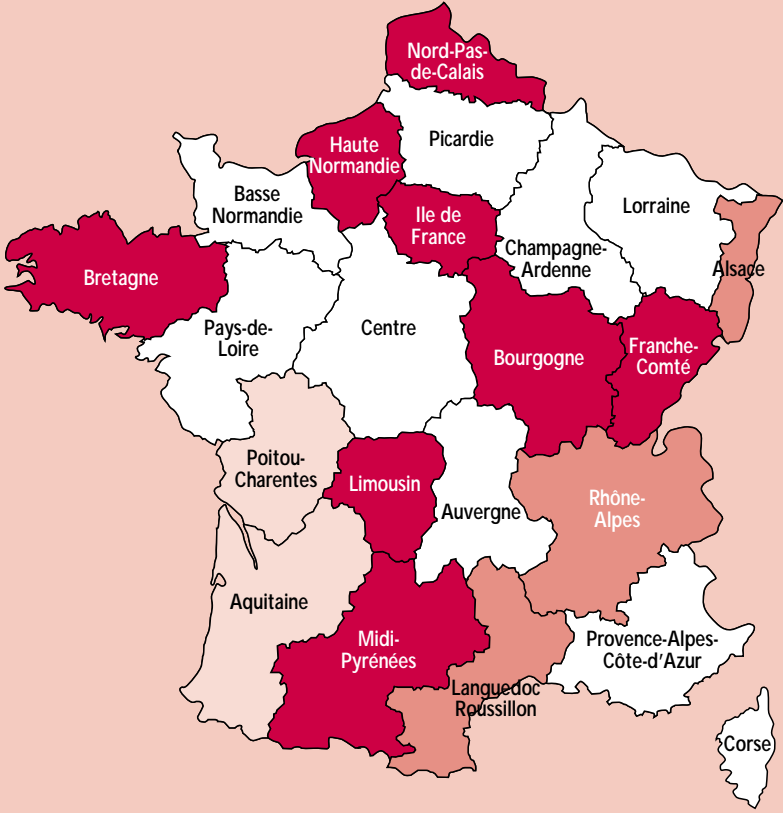 Nord-Pas-
de-Calais
Picardie
Haute
Normandie
Basse
Normandie
Ile de
France
Lorraine
Champagne-
Ardenne
Alsace
Bretagne
Pays-de-
Loire
Centre
Bourgogne
Franche-
Comté
Poitou-
Charentes
Limousin
Auvergne
Rhône-
Alpes
Aquitaine
Midi-
Pyrénées
Provence-Alpes-
Côte-d'Azur
Languedoc
Roussillon
Corse